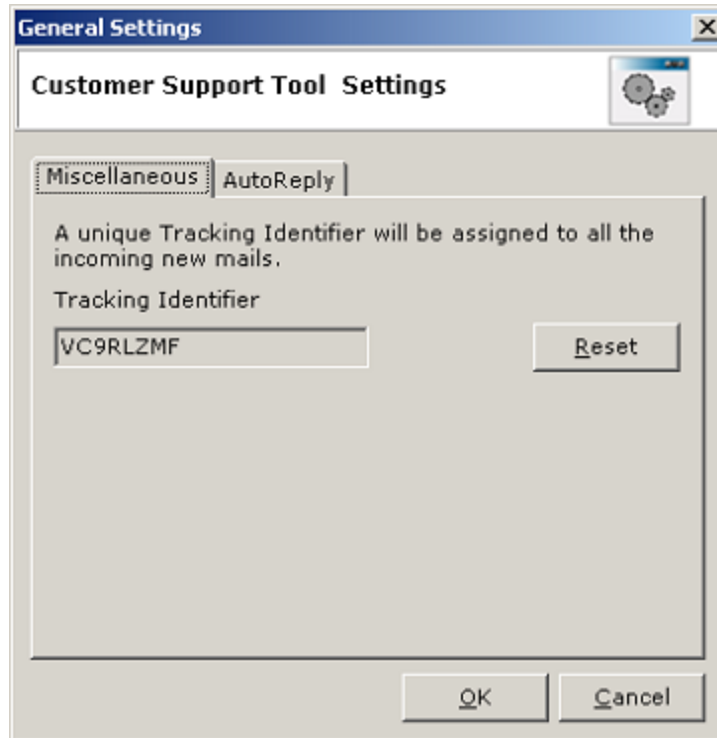 General Settings
Customer Support Tool Settings
Miscellaneous
AutoReply
A unique Tracking Identifier will be assigned to all the
incoming new mails.
Tracking Identifier
VC9RLZMF
Reset
OK
Cancel